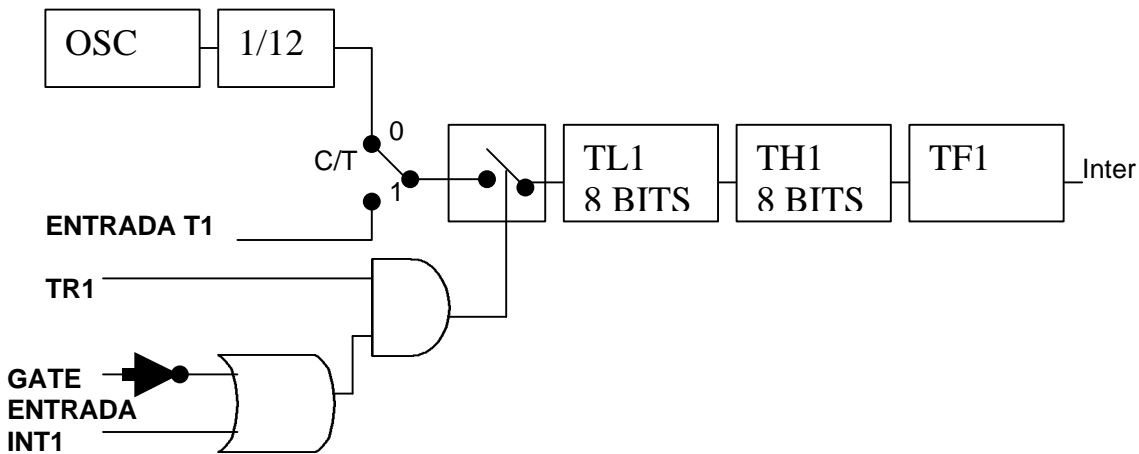 OSC
1/12
0
C/T
1
TL1
8 BITS
TH1
8 BITS
TF1
Inter
ENTRADA T1
TR1
GATE
ENTRADA
INT1